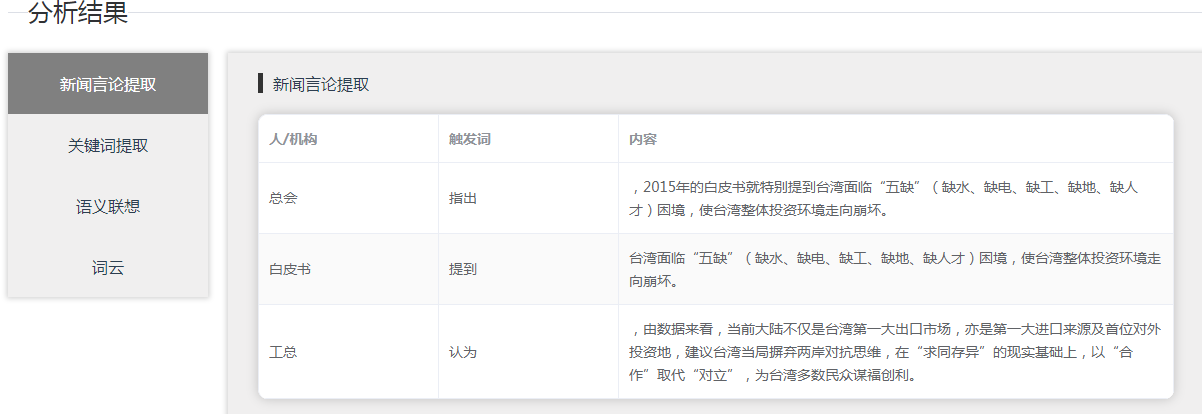 分析结果
新闻言论提取
关键词提取
语义联想
词云
新闻言论提取
人/机构 触发词 内容
总会 指出 ，2015年的白皮书就特别提到台湾面临“五缺”（缺水、缺电、缺工、缺地、缺人
才）困境，使台湾整体投资环境走向崩坏。
白皮书 提到 台湾面临“五缺”（缺水、缺电、缺工、缺地、缺人才）困境，使台湾整体投资环境走
向崩坏。
工总 认为 ，由数据来看，当前大陆不仅是台湾第一大出口市场，亦是第一大进口来源及首位对外
投资地，建议台湾当局摒弃两岸对抗思维，在“求同存异”的现实基础上，以“合
作”取代“对立”，为台湾多数民众谋福创利。